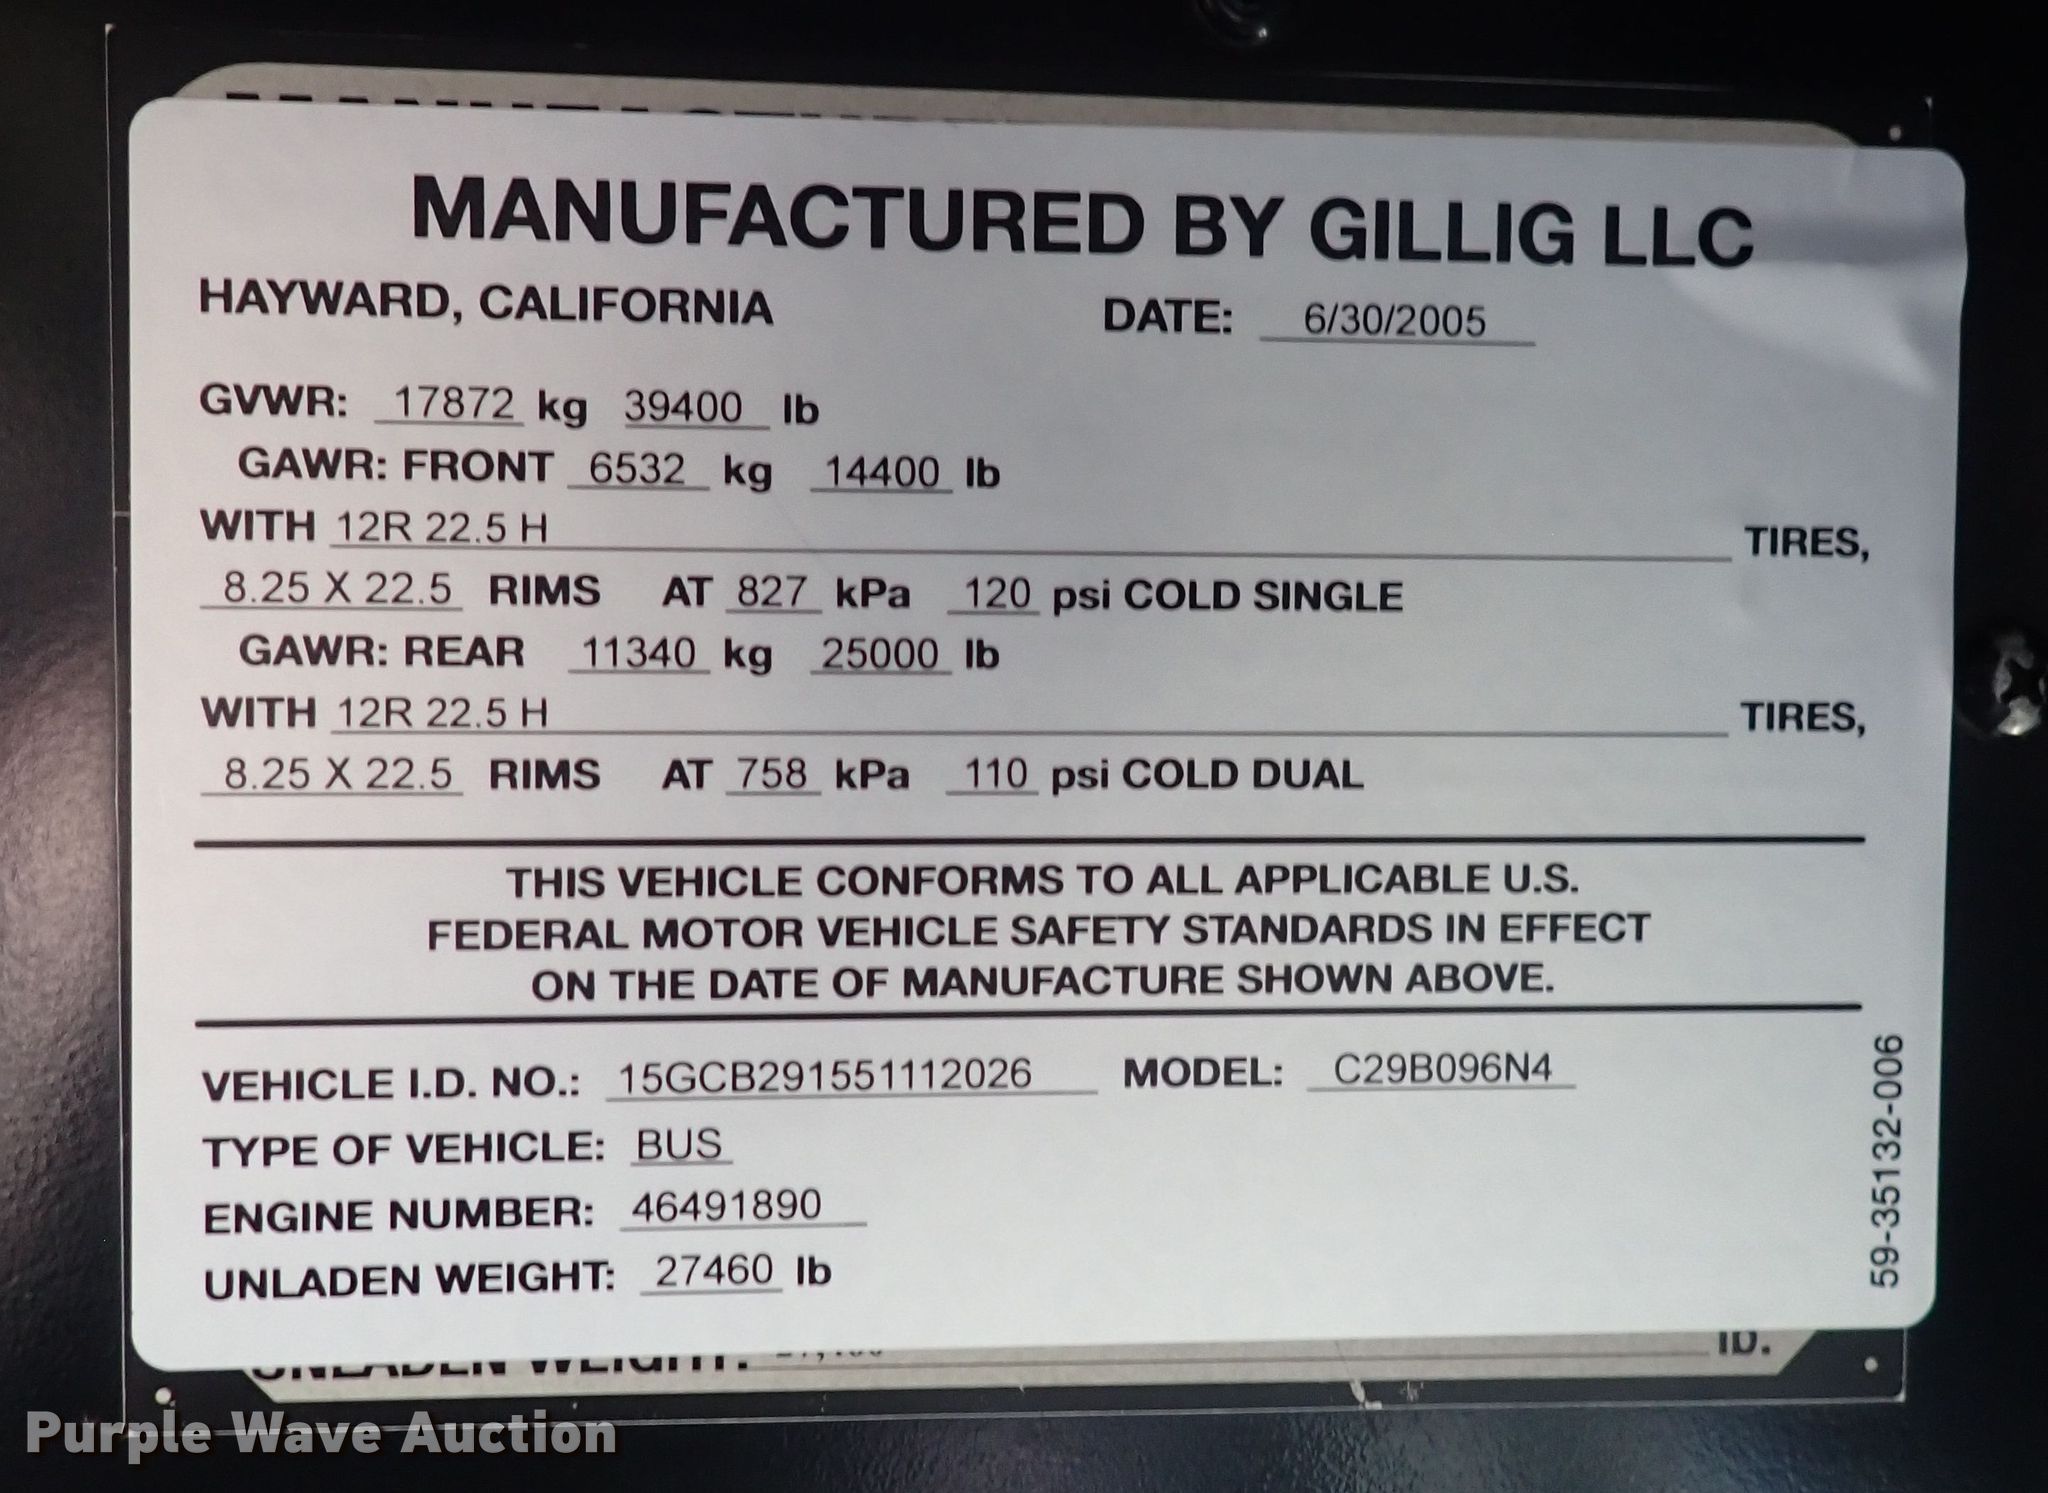 MANUFACTURED BY GILLIG LLC
HAYWARD, CALIFORNIA DATE: 6/30/2005
GVWR: 17872 kg 39400 lb
GAWR: FRONT 6532 kg 14400 lb
WITH 12R 22.5 H TIRES,
8.25 X 22.5 RIMS AT 827 kPa 120 psi COLD SINGLE
GAWR: REAR 11340 kg 25000 lb
WITH 12R 22.5 H TIRES,
8.25 X 22.5 RIMS AT 758 kPa 110 psi COLD DUAL
THIS VEHICLE CONFORMS TO ALL APPLICABLE U.S.
FEDERAL MOTOR VEHICLE SAFETY STANDARDS IN EFFECT
ON THE DATE OF MANUFACTURE SHOWN ABOVE.
VEHICLE I.D. NO.: 15GCB291551112026 MODEL: C29B096N4
TYPE OF VEHICLE: BUS
ENGINE NUMBER: 46491890
UNLADEN WEIGHT: 27460 lb
59-35132-006
UNLADEN WEIGHT: lb.
Purple Wave Auction